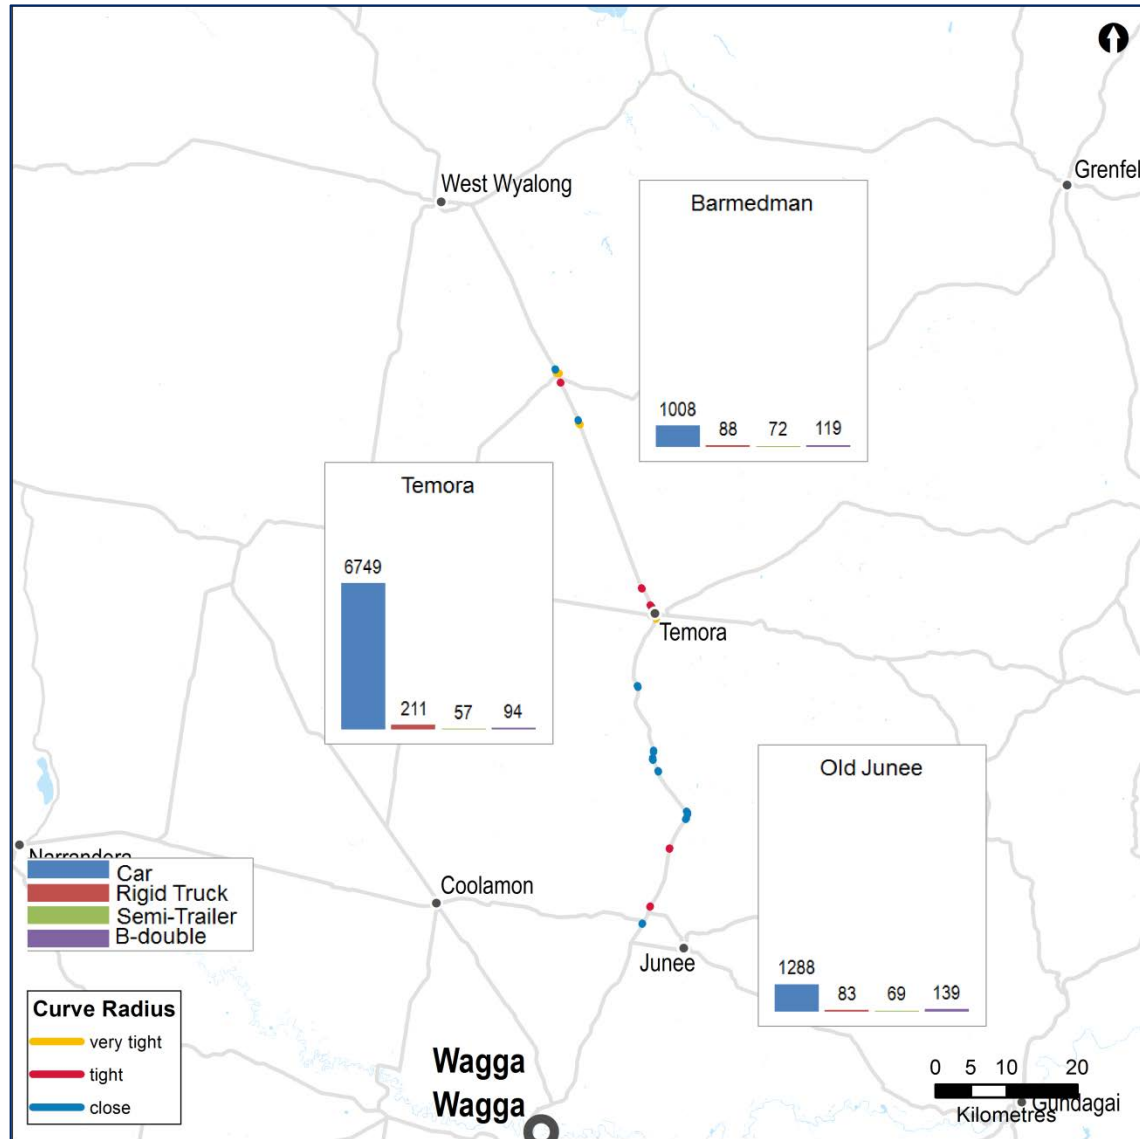 West Wyalong
Grenfel
Barmedman
1008
88
72
119
Temora
6749
211
57
94
Temora
Old Junee
1288
83
69
139
Narrandera
Car
Rigid Truck
Semi-Trailer
B-double
Coolamon
Junee
Curve Radius
very tight
tight
close
Wagga
Wagga
0 5 10 20
Kilometres
Gundagai